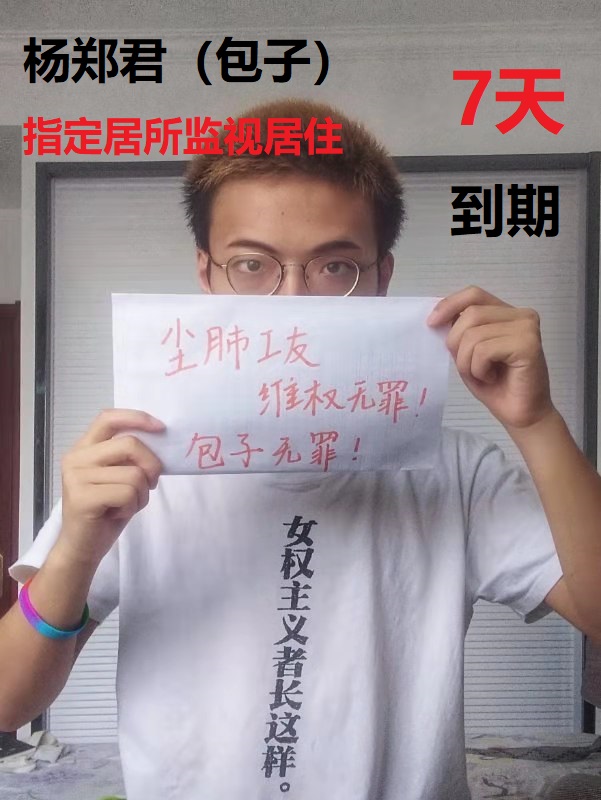 杨郑君（包子）
指定居所监视居住
7天
到期
尘肺工友
维权无罪！
包子无罪！
女权主义者长这样。